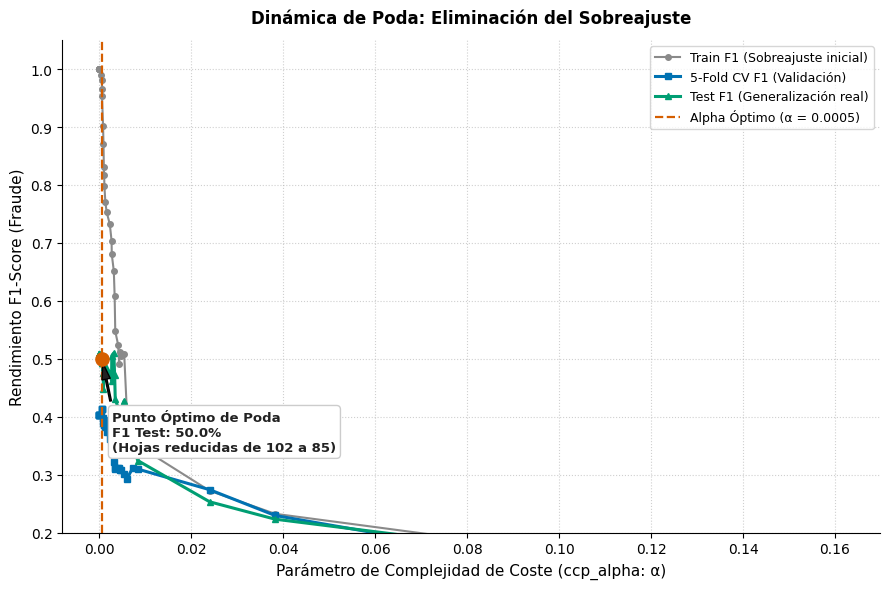 Dinámica de Poda: Eliminación del Sobreajuste
Train F1 (Sobreajuste inicial)
5-Fold CV F1 (Validación)
Test F1 (Generalización real)
Alpha Óptimo (α = 0.0005)
Rendimiento F1-Score (Fraude)
1.0
0.9
0.8
0.7
0.6
0.5
0.4
0.3
0.2
Punto Óptimo de Poda
F1 Test: 50.0%
(Hojas reducidas de 102 a 85)
0.00 0.02 0.04 0.06 0.08 0.10 0.12 0.14 0.16
Parámetro de Complejidad de Coste (ccp_alpha: α)